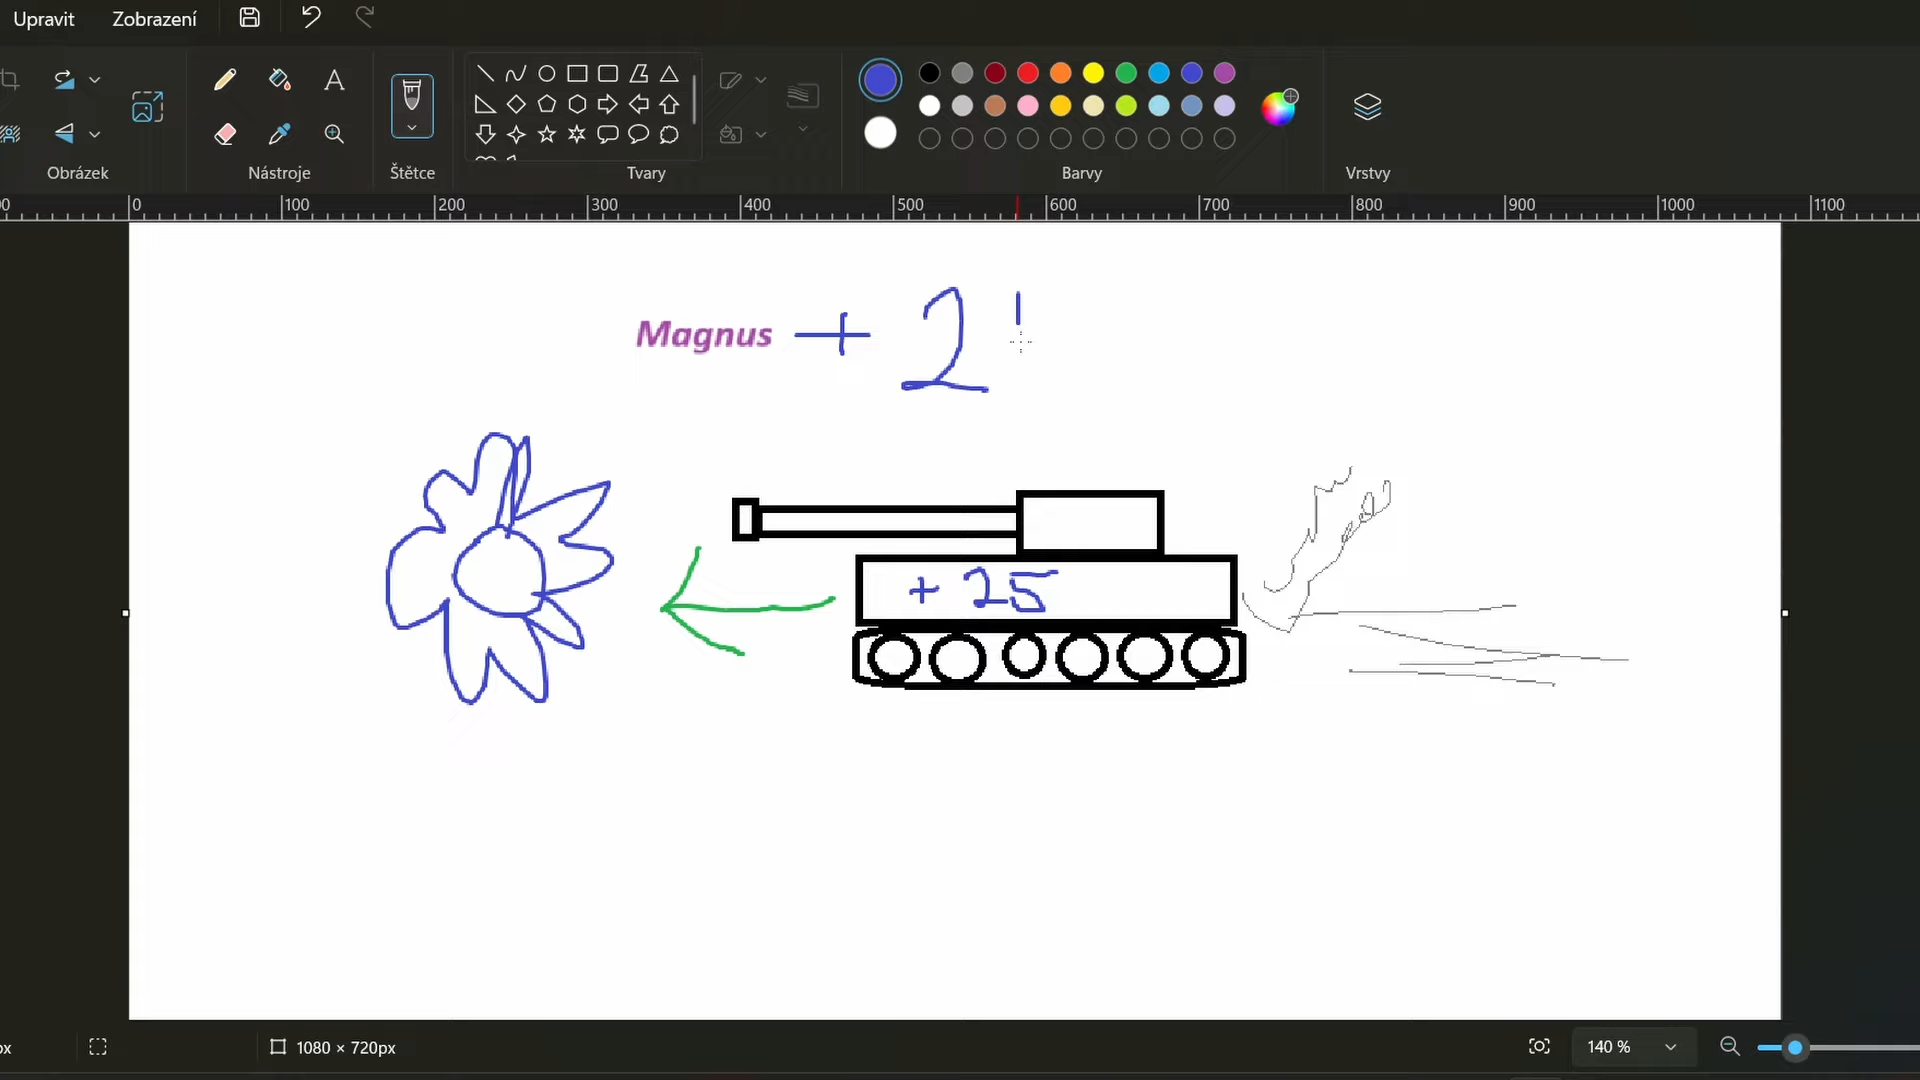 Upravit Zobrazení
Obrázek Nástroje Štětce Tvary Barvy Vrstvy
0 100 200 300 400 500 600 700 800 900 1000 1100
Magnus + 2
+ 25
px 1080 × 720px 140 %